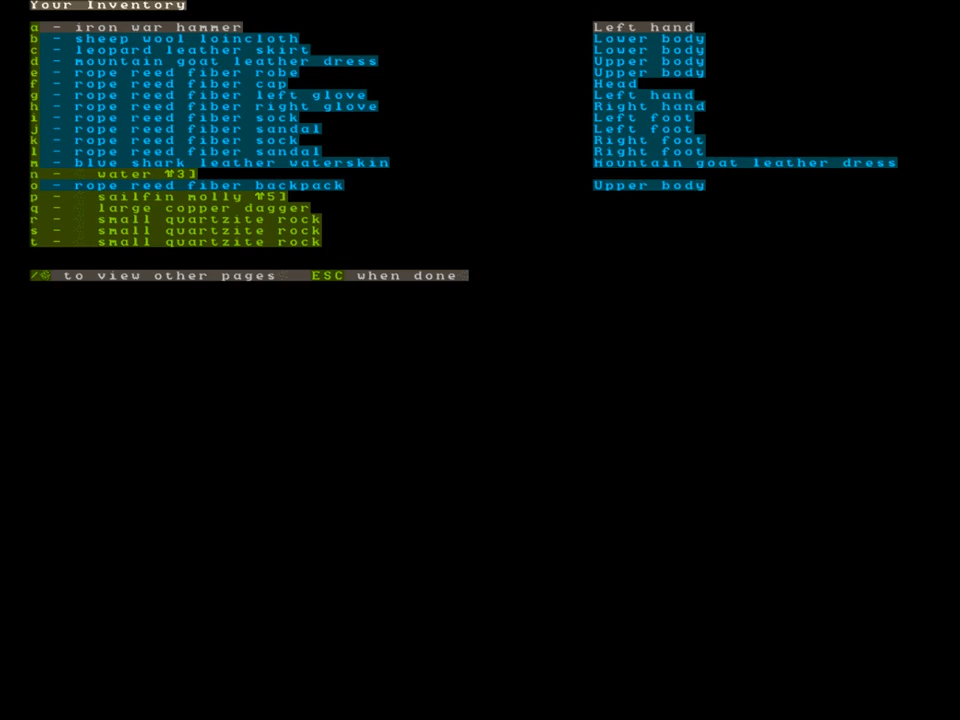 Your Inventory
a - iron war hammer Left hand
b - sheep wool loincloth Lower body
c - leopard leather skirt Lower body
d - mountain goat leather dress Upper body
e - rope reed fiber robe Upper body
f - rope reed fiber cap Head
g - rope reed fiber left glove Left hand
h - rope reed fiber right glove Right hand
i - rope reed fiber sock Left foot
j - rope reed fiber sandal Left foot
k - rope reed fiber sock Right foot
l - rope reed fiber sandal Right foot
m - blue shark leather waterskin Mountain goat leather dress
n - water ⇧3]
o - rope reed fiber backpack Upper body
p - sailfin molly ⇧5]
q - large copper dagger
r - small quartzite rock
s - small quartzite rock
t - small quartzite rock
/* to view other pages ESC when done